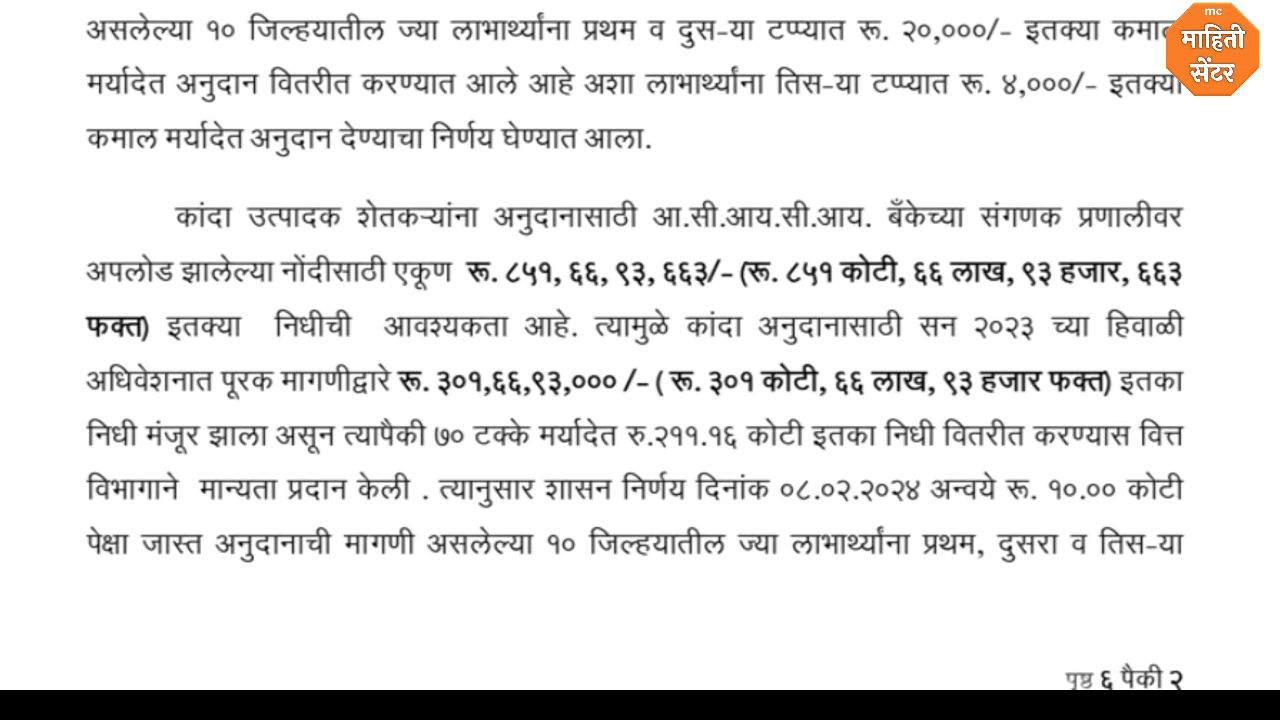 असलेल्या १० जिल्हयातील ज्या लाभार्थ्यांना प्रथम व दुस-या टप्प्यात रू. २०,०००/- इतक्या कमाल
mc
माहिती
सेंटर
मर्यादेत अनुदान वितरीत करण्यात आले आहे अशा लाभार्थ्यांना तिस-या टप्प्यात रू. ४,०००/- इतक्या
कमाल मर्यादेत अनुदान देण्याचा निर्णय घेण्यात आला.
कांदा उत्पादक शेतकऱ्यांना अनुदानासाठी आ.सी.आय.सी.आय. बँकेच्या संगणक प्रणालीवर
अपलोड झालेल्या नोंदीसाठी एकूण रू. ८५१, ६६, ९३, ६६३/- (रू. ८५१ कोटी, ६६ लाख, ९३ हजार, ६६३
फक्त) इतक्या निधीची आवश्यकता आहे. त्यामुळे कांदा अनुदानासाठी सन २०२३ च्या हिवाळी
अधिवेशनात पूरक मागणीद्वारे रू. ३०१,६६,९३,००० /- ( रू. ३०१ कोटी, ६६ लाख, ९३ हजार फक्त) इतका
निधी मंजूर झाला असून त्यापैकी ७० टक्के मर्यादेत रु.२११.१६ कोटी इतका निधी वितरीत करण्यास वित्त
विभागाने मान्यता प्रदान केली . त्यानुसार शासन निर्णय दिनांक ०८.०२.२०२४ अन्वये रू. १०.०० कोटी
पेक्षा जास्त अनुदानाची मागणी असलेल्या १० जिल्हयातील ज्या लाभार्थ्यांना प्रथम, दुसरा व तिस-या
पृष्ठ ६ पैकी २